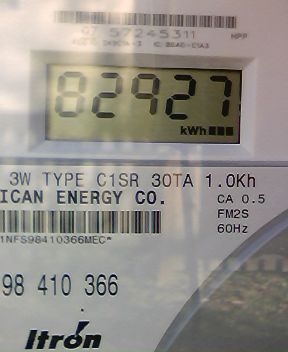 57245311
82927
kWh
3W TYPE C1SR 30TA 1.0Kh
ICAN ENERGY CO.
CA 0.5
FM2S
60Hz
1NFS98410366MEC*
98 410 366
Itron